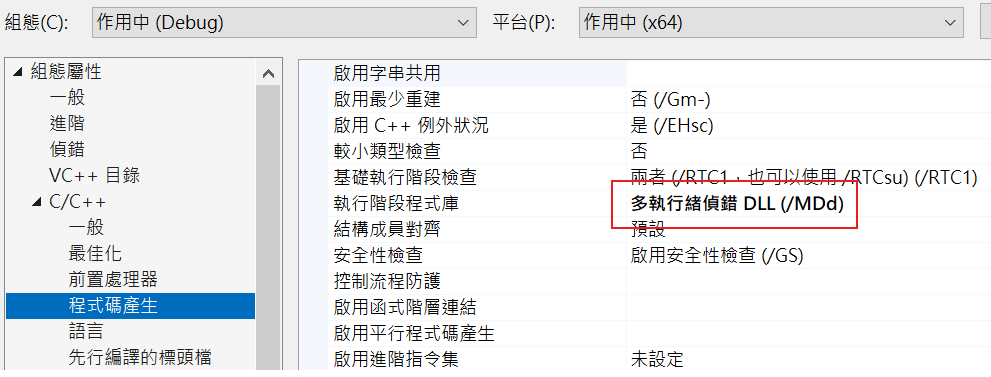 組態(C): 作用中 (Debug) 平台(P): 作用中 (x64)
組態屬性
一般
進階
偵錯
VC++ 目錄
C/C++
一般
最佳化
前置處理器
程式碼產生
語言
先行編譯的標頭檔
啟用字串共用
啟用最少重建 否 (/Gm-)
啟用 C++ 例外狀況 是 (/EHsc)
較小類型檢查 否
基礎執行階段檢查 兩者 (/RTC1，也可以使用 /RTCsu) (/RTC1)
執行階段程式庫 多執行緒偵錯 DLL (/MDd)
結構成員對齊 預設
安全性檢查 啟用安全性檢查 (/GS)
控制流程防護
啟用函式階層連結
啟用平行程式碼產生
啟用進階指令集 未設定